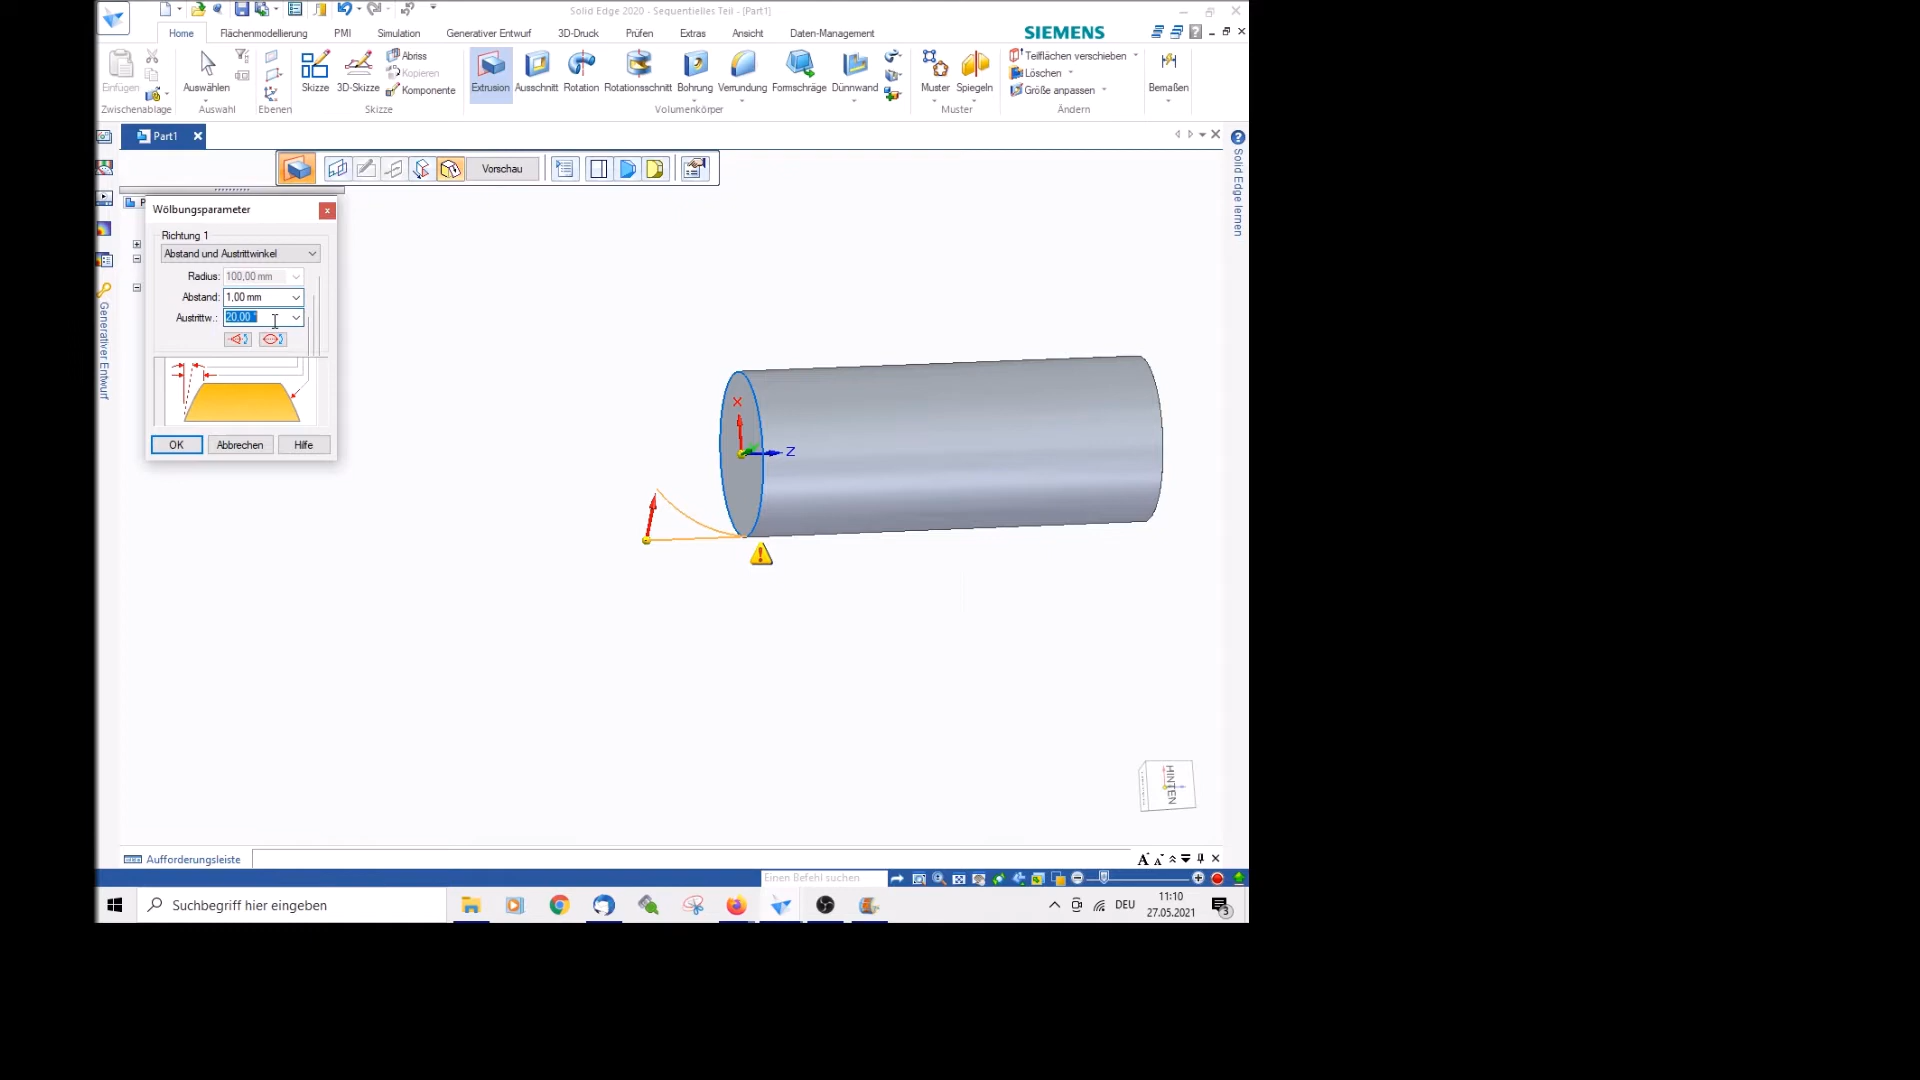 Solid Edge 2020 - Sequentielles Teil - [Part1]
Home Flächenmodellierung PMI Simulation Generativer Entwurf 3D-Druck Prüfen Extras Ansicht Daten-Management SIEMENS
Einfügen
Zwischenablage
Auswählen
Auswahl
Ebenen
Skizze
3D-Skizze
Abriss
Kopieren
Komponente
Skizze
Extrusion Ausschnitt Rotation Rotationsschnitt Bohrung Verrundung Formschräge Dünnwand
Volumenkörper
Muster Spiegeln
Muster
Teilflächen verschieben
Löschen
Größe anpassen
Ändern
Bemaßen
Part1
Vorschau
Solid Edge lernen
Generativer Entwurf
P
Wölbungsparameter
Richtung 1
Abstand und Austrittwinkel
Radius: 100,00 mm
Abstand: 1,00 mm
Austrittw.: 20,00 °
OK Abbrechen Hilfe
X
Z
HINTEN
Aufforderungsleiste
Einen Befehl suchen
Suchbegriff hier eingeben
DEU
11:10
27.05.2021
3